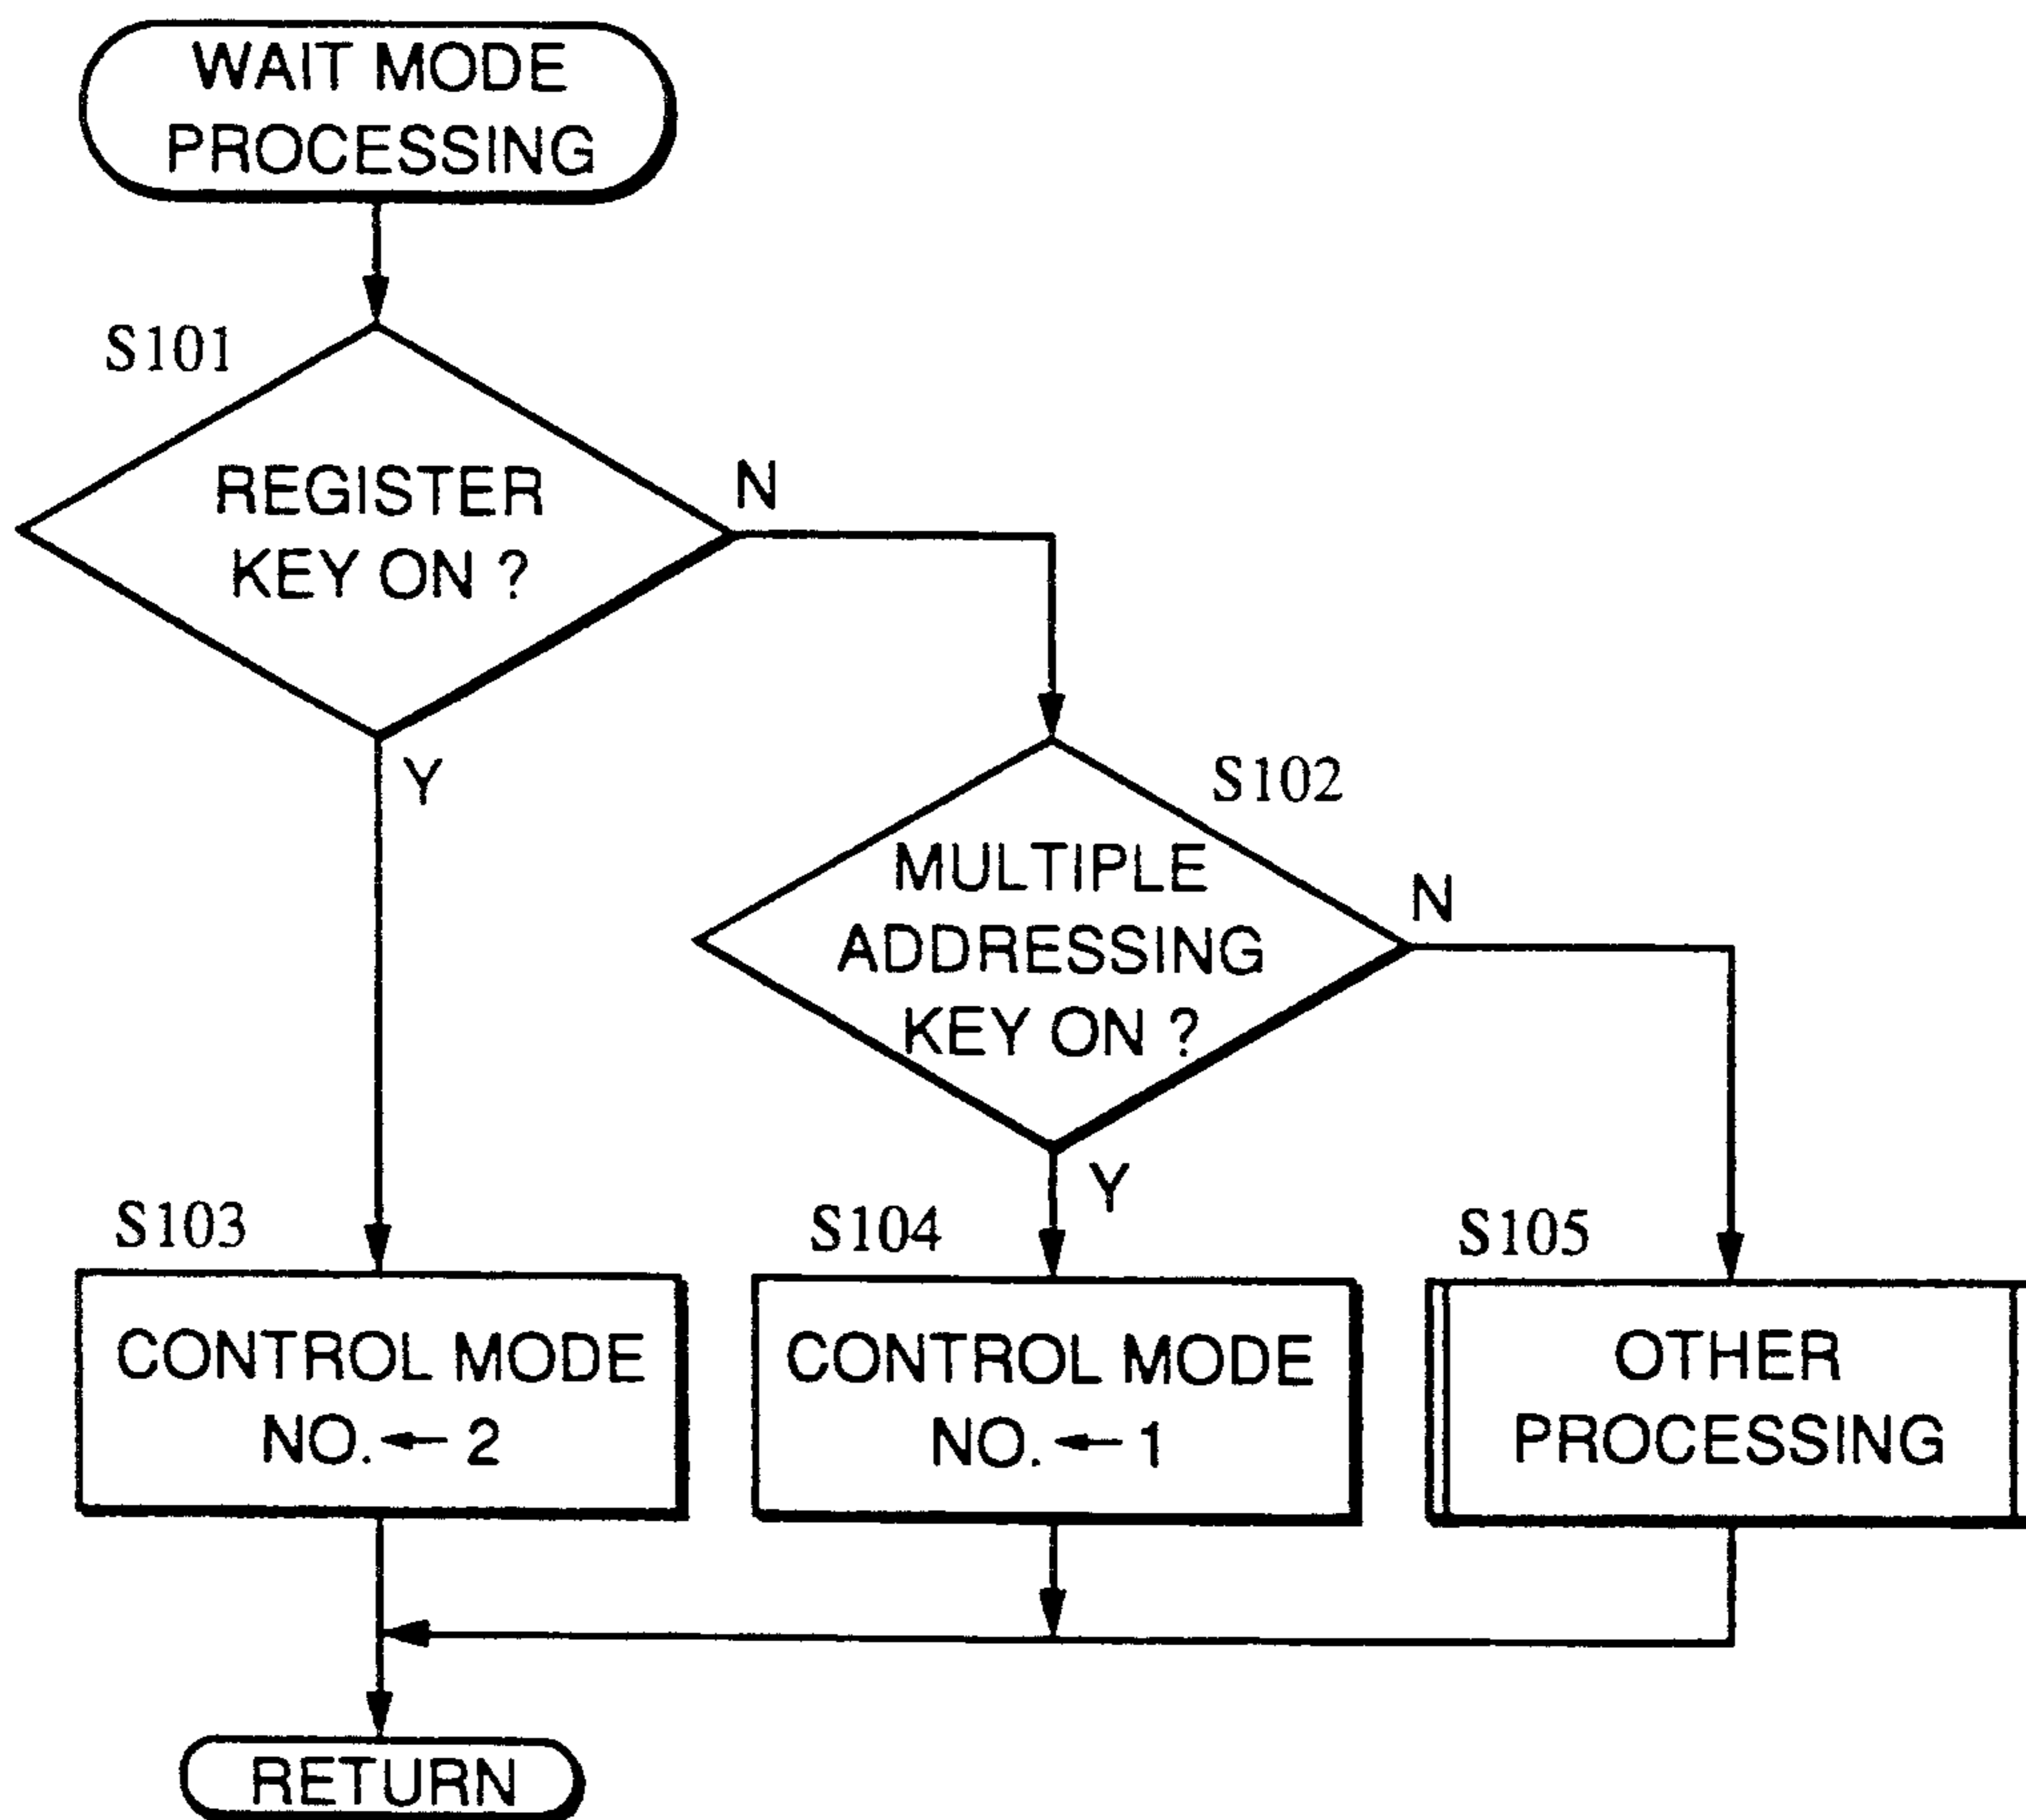 WAIT MODE
PROCESSING
S101
REGISTER
KEY ON ?
N
Y
S102
MULTIPLE
ADDRESSING
KEY ON ?
N
Y
S103
CONTROL MODE
NO. ← 2
S104
CONTROL MODE
NO. ← 1
S105
OTHER
PROCESSING
RETURN